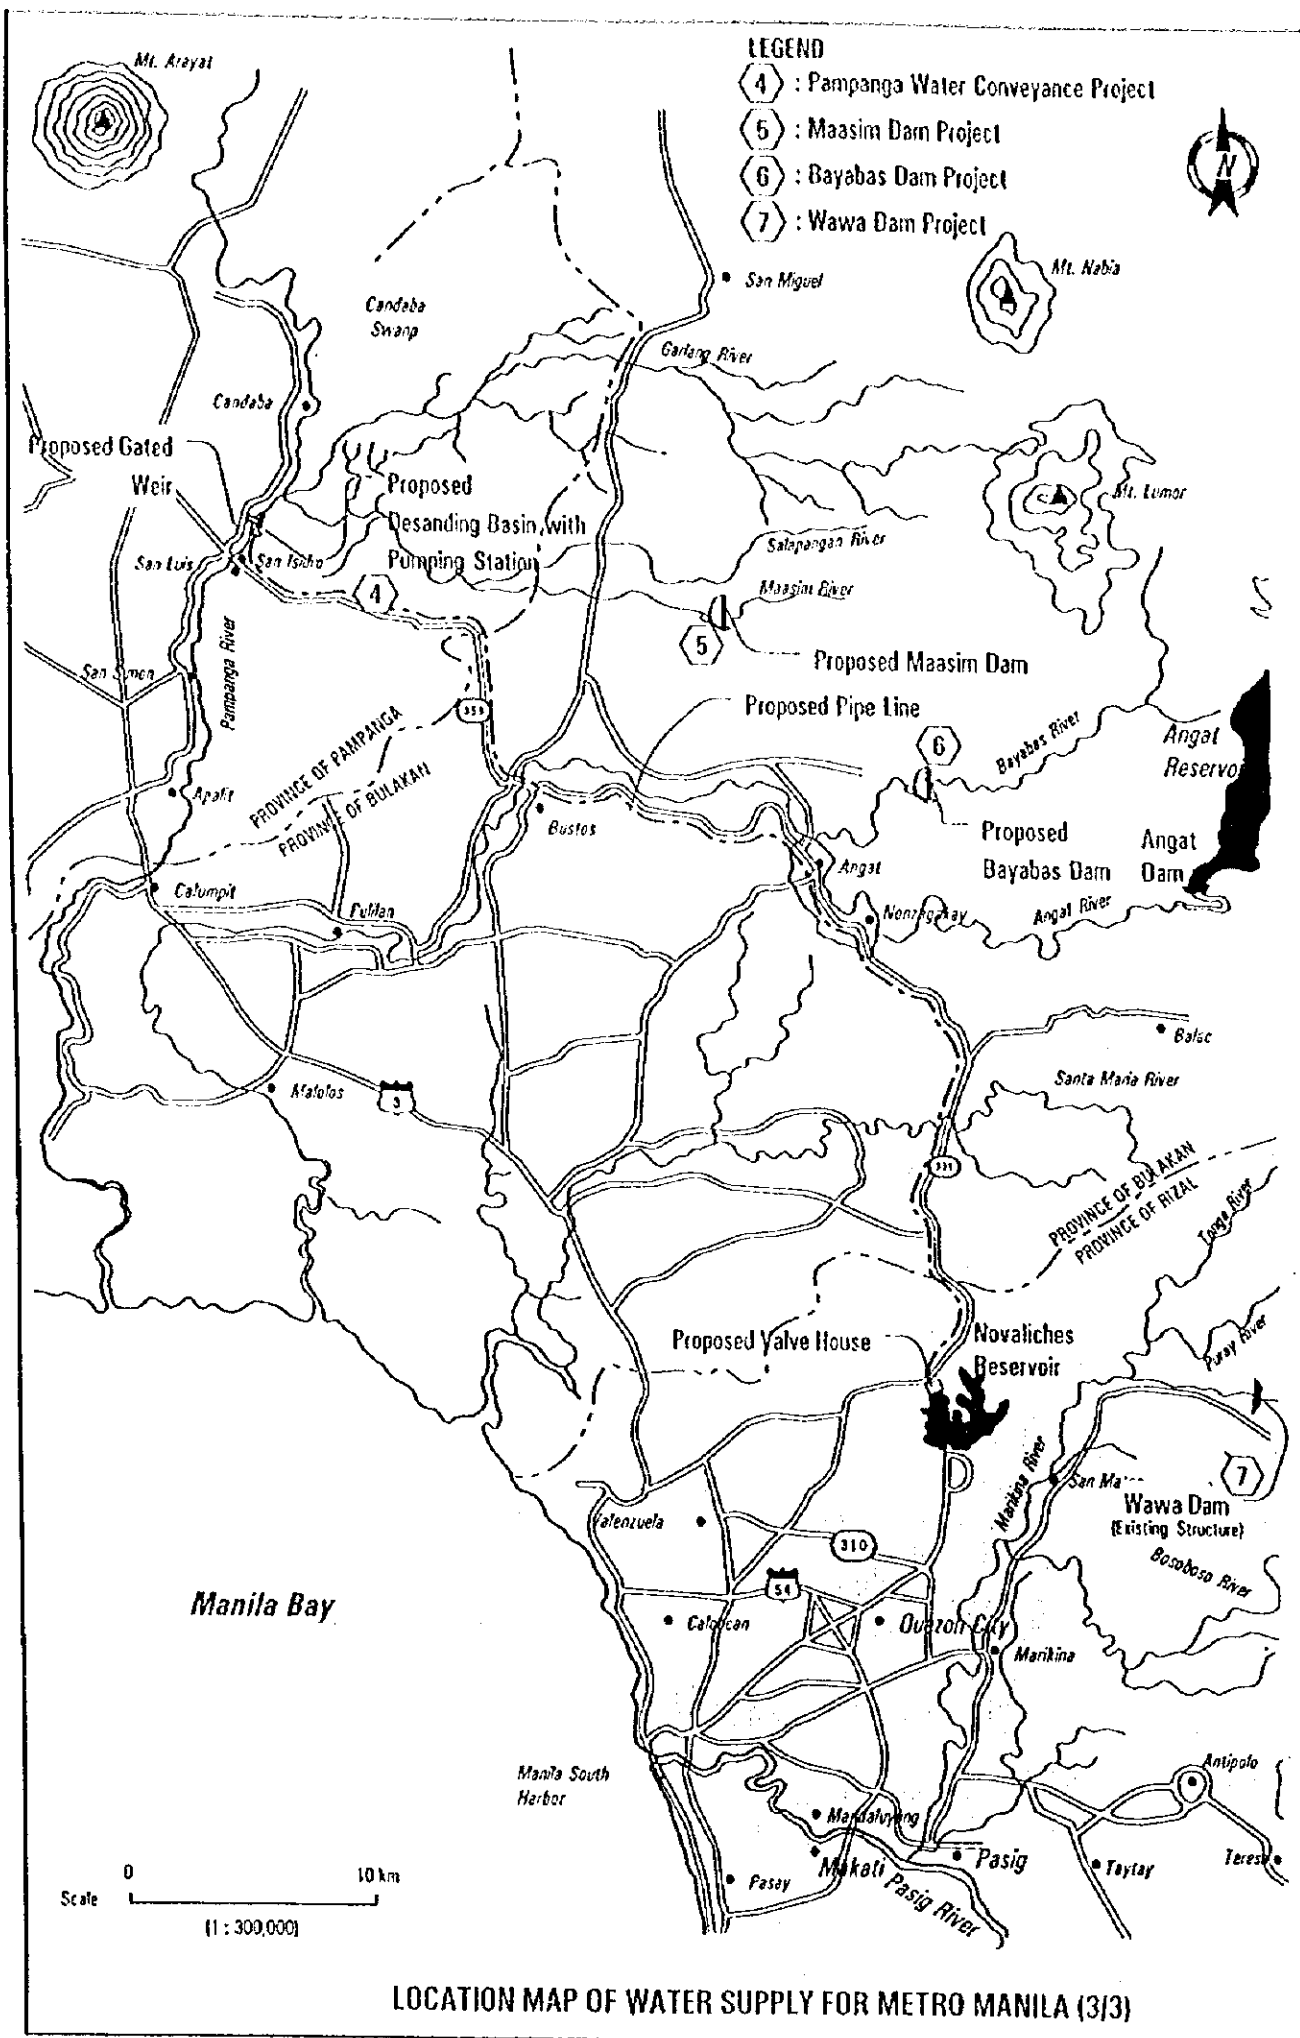 LEGEND
4 : Pampanga Water Conveyance Project
5 : Maasim Dam Project
6 : Bayabas Dam Project
7 : Wawa Dam Project
N
Mt. Arayat
Mt. Nabia
San Miguel
Candaba
Swamp
Garlang River
Candaba
Proposed Gated
Weir
Proposed
Desanding Basin with
Pumping Station
Mt. Lumor
Salapangan River
San Luis
San Isidro
4
Maasim River
5
Proposed Maasim Dam
San Simon
Pampanga River
Proposed Pipe Line
PROVINCE OF PAMPANGA
PROVINCE OF BULAKAN
6
Bayabas River
Angat
Reservoi
Apalit
Bustos
Proposed
Bayabas Dam
Angat
Dam
Angat
Calumpit
Pulilan
Angat River
Balac
Santa Maria River
Malolos
3
PROVINCE OF BULAKAN
PROVINCE OF RIZAL
Puray River
Proposed Valve House
Novaliches
Reservoir
Marikina River
San Ma
7
Wawa Dam
(Existing Structure)
Bosoboso River
Valenzuela
310
54
Manila Bay
Caloocan
Quezon City
Marikina
Manila South
Harbor
Antipolo
Mandaluyong
Makati
Pasig
Taytay
Teresa
Pasay
Pasig River
0 10 km
Scale
(1 : 300,000)
LOCATION MAP OF WATER SUPPLY FOR METRO MANILA (3/3)